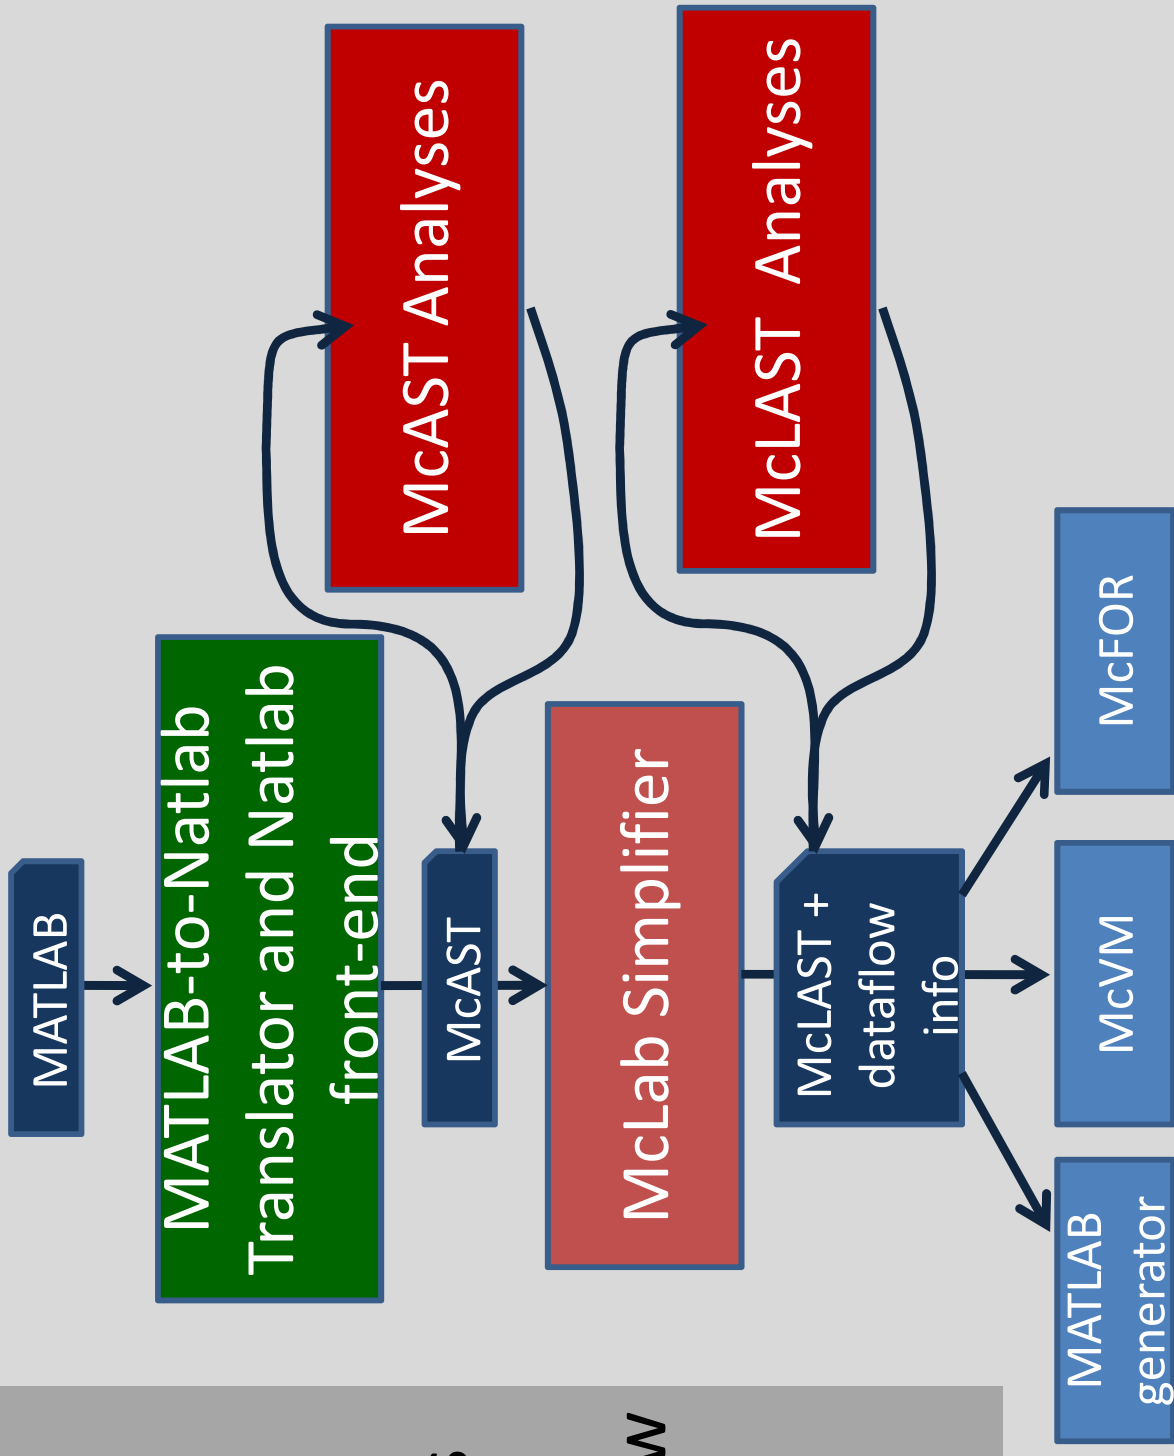 MATLAB
MATLAB-to-Natlab
Translator and Natlab
front-end
McAST Analyses
McAST
McLab Simplifier
McLAST Analyses
McLAST +
dataflow
info
MATLAB
generator
McVM
McFOR